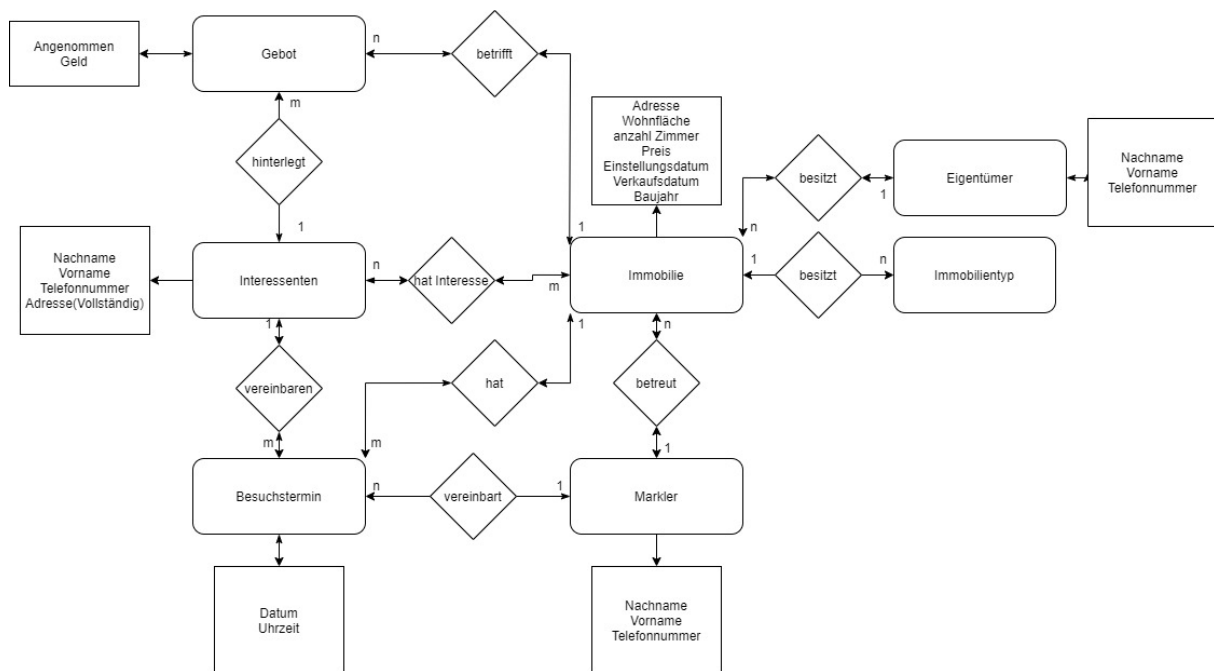 Angenommen
Geld
Gebot
n
betrifft
m
hinterlegt
1
Adresse
Wohnfläche
anzahl Zimmer
Preis
Einstellungsdatum
Verkaufsdatum
Baujahr
besitzt
1
n
Eigentümer
Nachname
Vorname
Telefonnummer
Nachname
Vorname
Telefonnummer
Adresse(Vollständig)
Interessenten
n
hat Interesse
m
1
Immobilie
1
besitzt
n
Immobilientyp
1
vereinbaren
m
hat
m
1
n
betreut
1
Besuchstermin
n
vereinbart
1
Markler
Datum
Uhrzeit
Nachname
Vorname
Telefonnummer